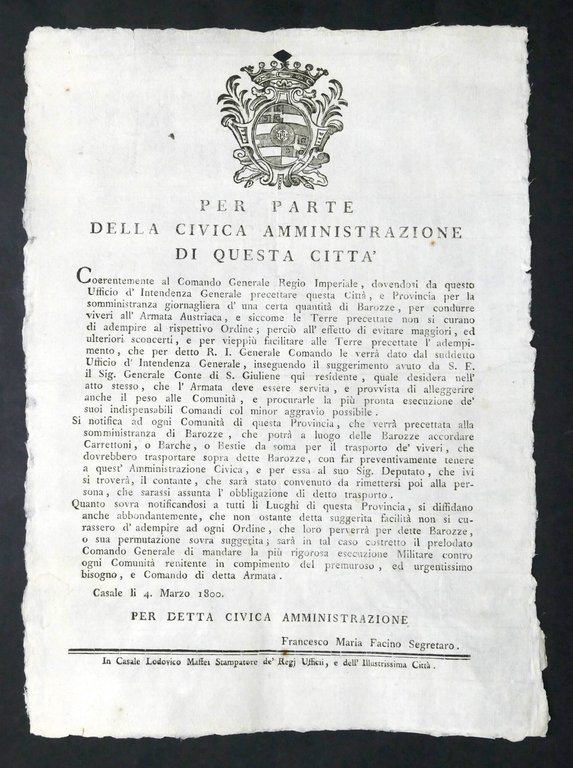 PER PARTE
DELLA CIVICA AMMINISTRAZIONE
DI QUESTA CITTA'
Coerentemente al Comando Generale Regio Imperiale, dovendosi da questo
Ufficio d' Intendenza Generale precettare questa Città, e Provincia per la
somministranza giornagliera d' una certa quantità di Barozze, per condurre
viveri all' Armata Austriaca, e siccome le Terre precettate non si curano
di adempire al rispettivo Ordine; perciò all' effetto di evitare maggiori, ed
ulteriori sconcerti, e per vieppiù facilitare alle Terre precettate l' adempi-
mento, che per detto R. I. Generale Comando le verrà dato dal suddetto
Ufficio d' Intendenza Generale, inseguendo il suggerimento avuto da S. E.
il Sig. Generale Conte di S. Giuliene qui residente, quale desidera nell'
atto stesso, che l' Armata deve essere servita, e provvista di alleggerire
anche il peso alle Comunità, e procurarle la più pronta esecuzione de'
suoi indispensabili Comandi col minor aggravio possibile.
Si notifica ad ogni Comunità di questa Provincia, che verrà precettata alla
somministranza di Barozze, che potrà a luogo delle Barozze accordare
Carrettoni, o Barche, o Bestie da soma per il trasporto de' viveri, che
dovrebbero trasportare sopra dette Barozze, con far preventivamente tenere
a quest' Amministrazione Civica, e per essa al suo Sig. Deputato, che ivi
si troverà, il contante, che sarà stato convenuto da rimettersi poi alla per-
sona, che sarassi assunta l' obbligazione di detto trasporto.
Quanto sovra notificandosi a tutti li Luoghi di questa Provincia, si diffidano
anche abbondantemente, che non ostante detta suggerita facilità non si cu-
rassero d' adempire ad ogni Ordine, che loro perverrà per dette Barozze,
o sua permutazione sovra suggerita; sarà in tal caso costretto il prelodato
Comando Generale di mandare la più rigorosa esecuzione Militare contro
ogni Comunità renitente in compimento del premuroso, ed urgentissimo
bisogno, e Comando di detta Armata.
Casale li 4. Marzo 1800.
PER DETTA CIVICA AMMINISTRAZIONE
Francesco Maria Facino Segretaro.
In Casale Lodovico Maffei Stampatore de' Regj Ufficii, e dell' Illustrissima Città.